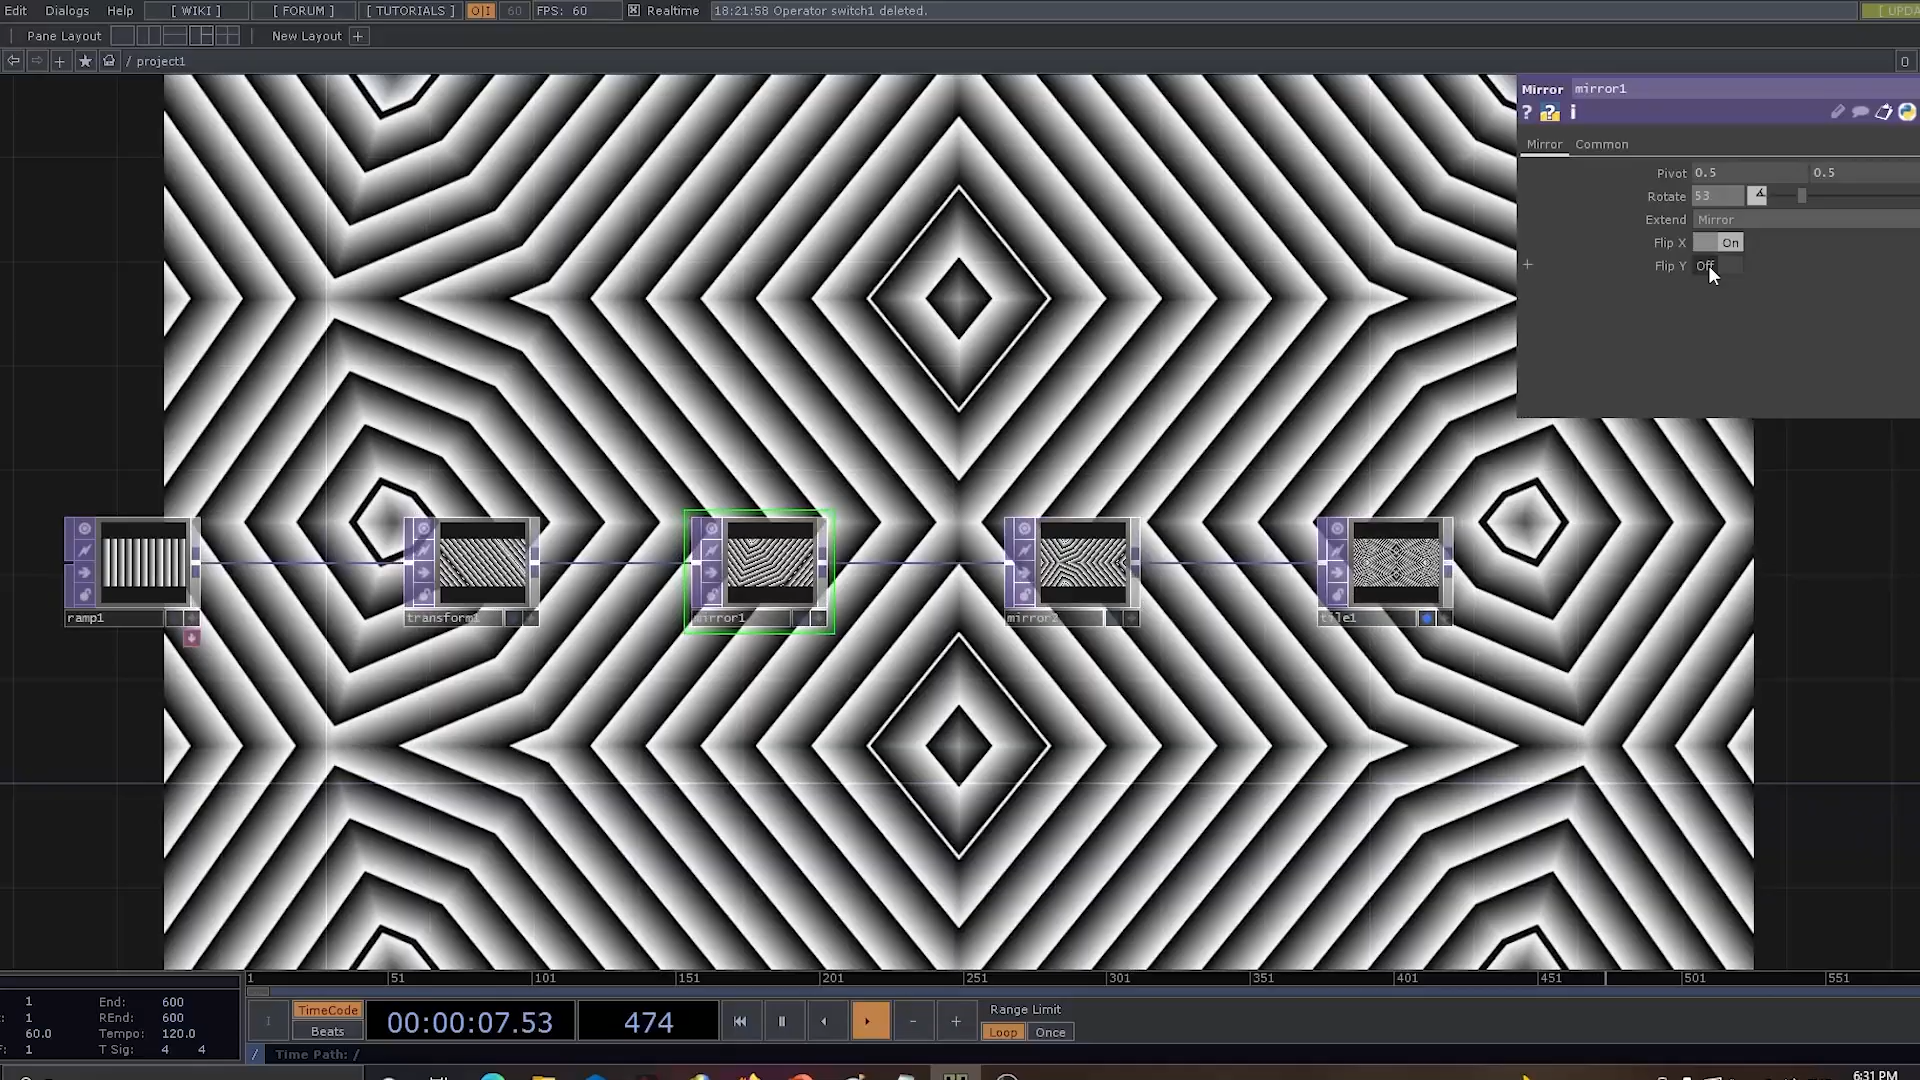 Edit Dialogs Help [ WIKI ] [ FORUM ] [ TUTORIALS ] O|I 60 FPS: 60 Realtime 18:21:58 Operator switch1 deleted.
Pane Layout New Layout +
/ project1
Mirror mirror1
? ? i
Mirror Common
Pivot 0.5 0.5
Rotate 53
Extend Mirror
Flip X On
Flip Y Off
ramp1 transform1 mirror1 mirror2 tile1
1 51 101 151 201 251 301 351 401 451 501 551
1 End: 600
1 REnd: 600
60.0 Tempo: 120.0
1 T Sig: 4 4
TimeCode
Beats
00:00:07.53
474
Range Limit
Loop Once
/ Time Path: /
6:31 PM